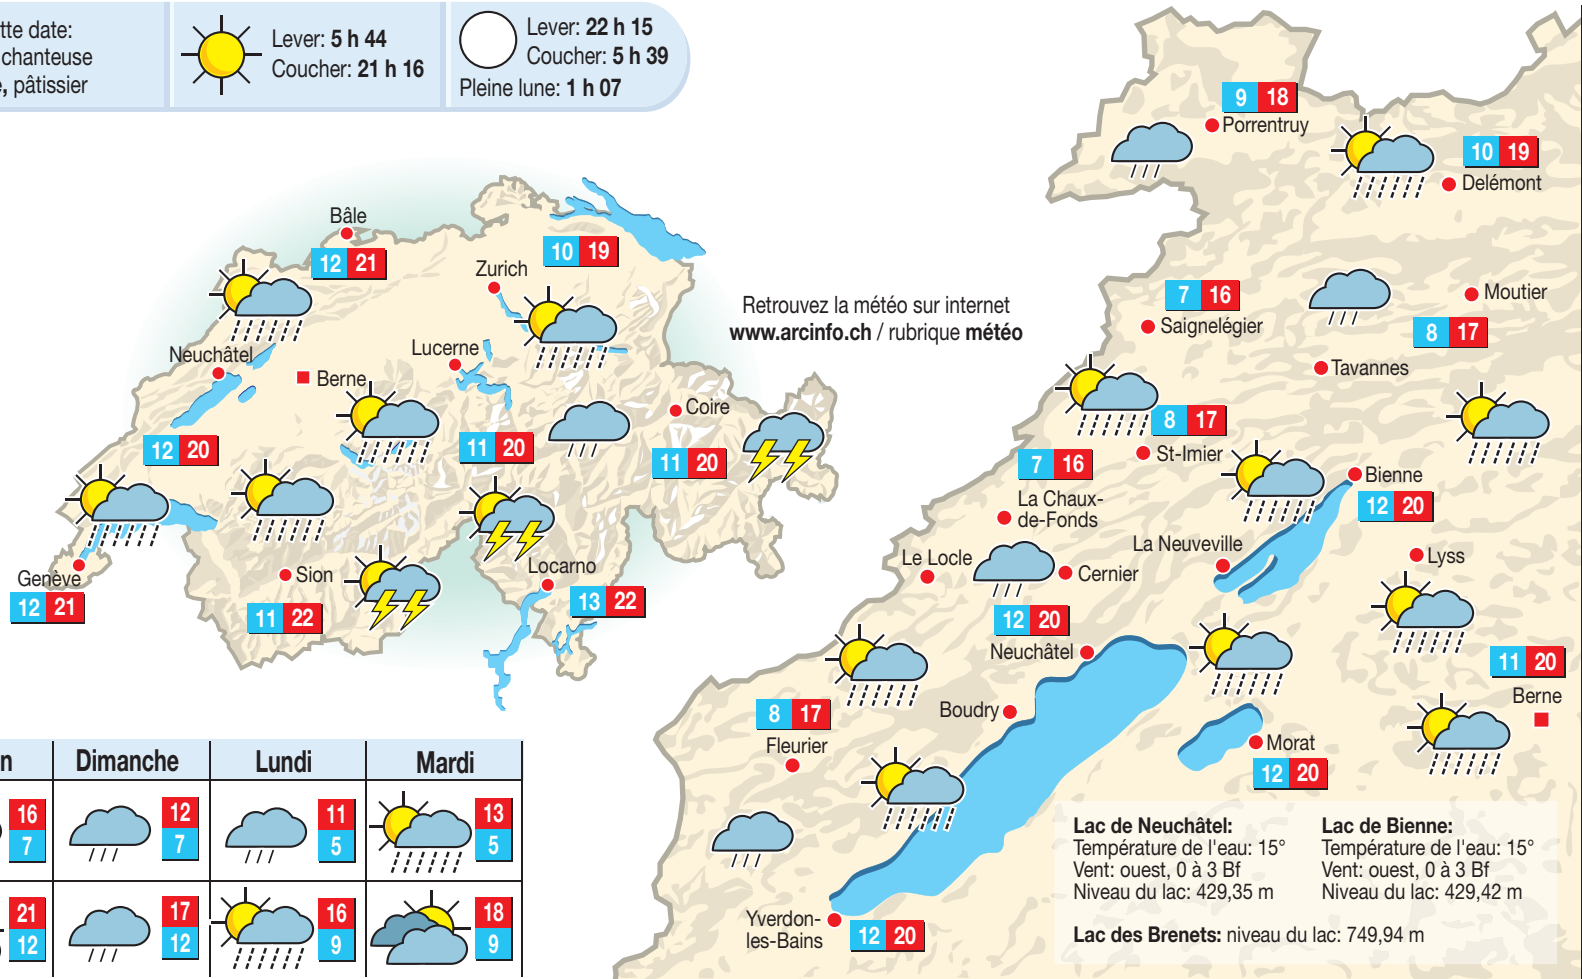 tte date:
chanteuse
, pâtissier
Lever: 5 h 44
Coucher: 21 h 16
Lever: 22 h 15
Coucher: 5 h 39
Pleine lune: 1 h 07
Bâle
12 21
10 19
Zurich
Neuchâtel
Lucerne
Berne
Coire
12 20
11 20
11 20
Genève
12 21
Sion
11 22
Locarno
13 22
Retrouvez la météo sur internet
www.arcinfo.ch / rubrique météo
n
Dimanche
Lundi
Mardi
16
7
12
7
11
5
13
5
21
12
17
12
16
9
18
9
9 18
Porrentruy
10 19
Delémont
7 16
Saignelégier
Moutier
8 17
Tavannes
8 17
St-Imier
7 16
La Chaux-
de-Fonds
Bienne
12 20
La Neuveville
Le Locle
Cernier
Lyss
12 20
Neuchâtel
11 20
Berne
Boudry
8 17
Fleurier
Morat
12 20
Yverdon-
les-Bains
12 20
Lac de Neuchâtel:
Température de l'eau: 15°
Vent: ouest, 0 à 3 Bf
Niveau du lac: 429,35 m
Lac de Bienne:
Température de l'eau: 15°
Vent: ouest, 0 à 3 Bf
Niveau du lac: 429,42 m
Lac des Brenets: niveau du lac: 749,94 m